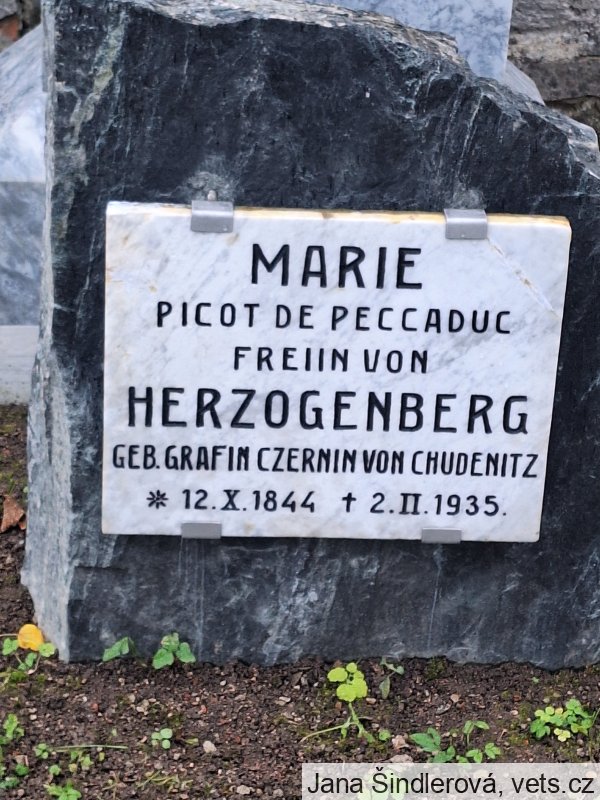 MARIE
PICOT DE PECCADUC
FREIIN VON
HERZOGENBERG
GEB. GRAFIN CZERNIN VON CHUDENITZ
* 12.X.1844 † 2.II.1935.
Jana Šindlerová, vets.cz